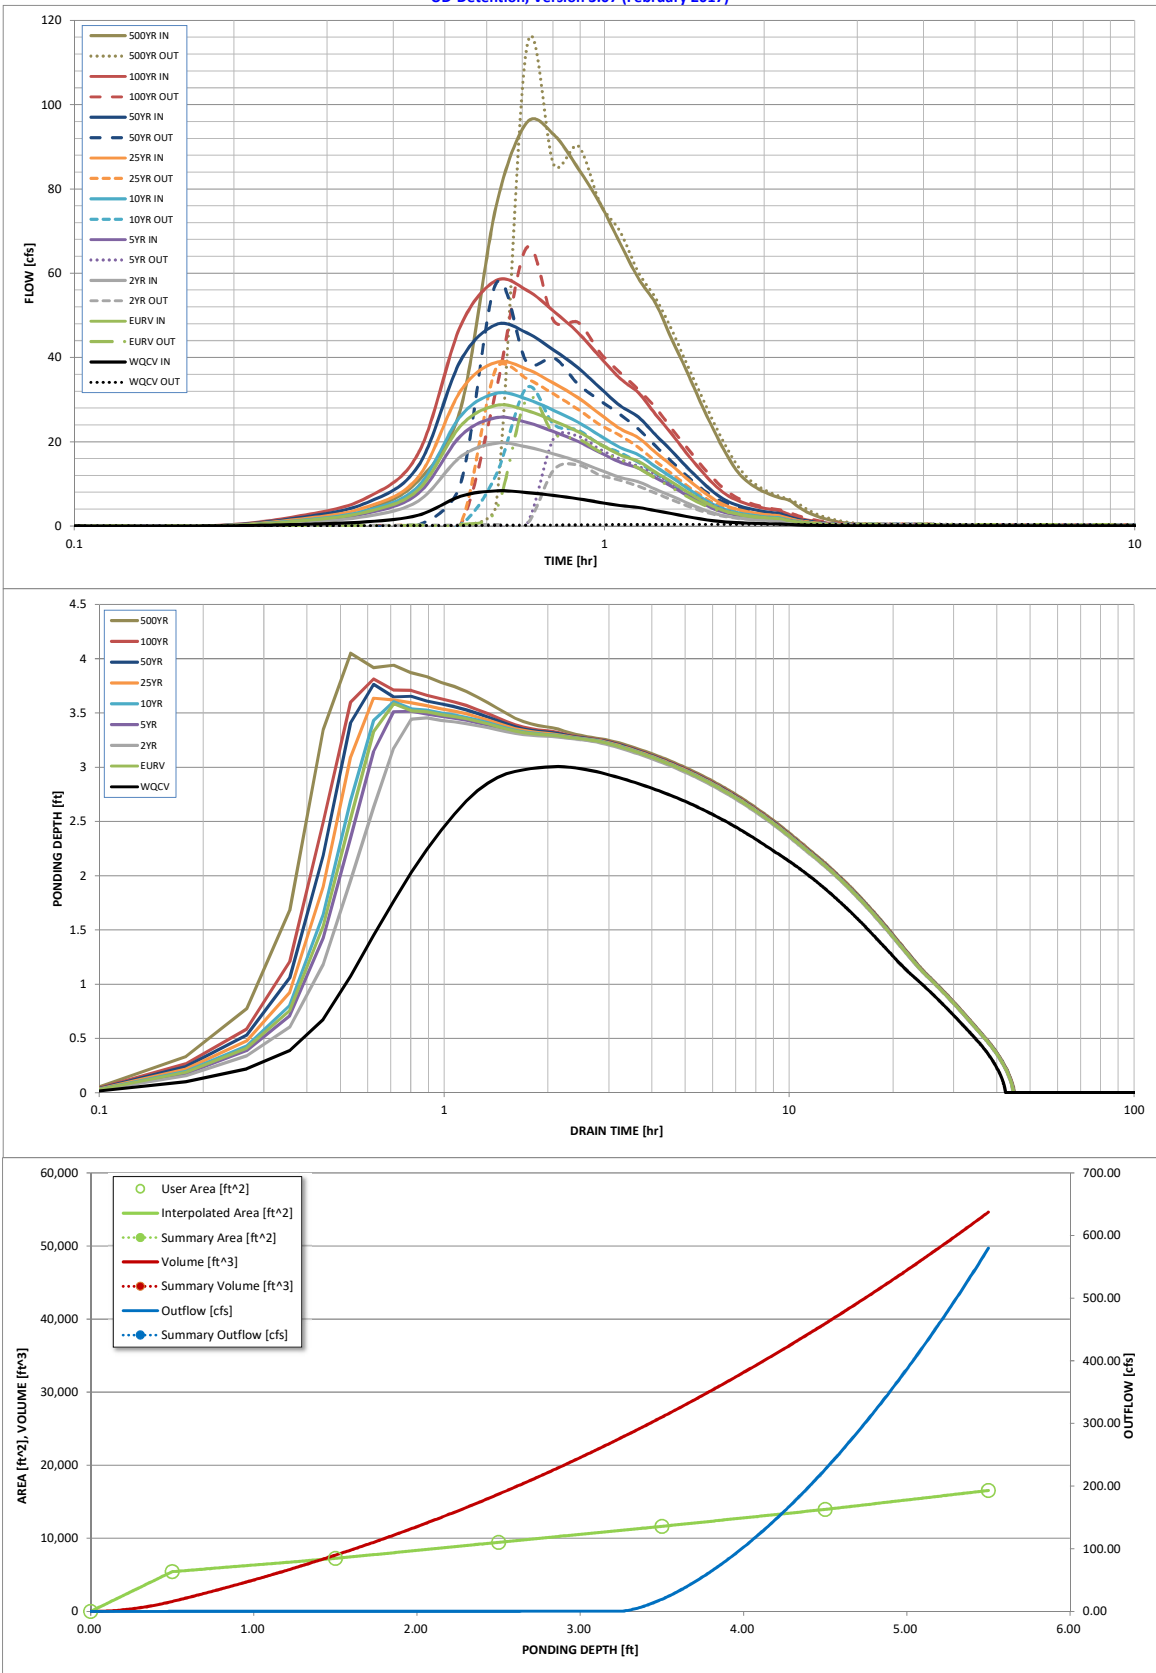 UD-Detention, Version 3.07 (February 2017)
120
100
80
60
40
20
0
FLOW [cfs]
500YR IN
500YR OUT
100YR IN
100YR OUT
50YR IN
50YR OUT
25YR IN
25YR OUT
10YR IN
10YR OUT
5YR IN
5YR OUT
2YR IN
2YR OUT
EURV IN
EURV OUT
WQCV IN
WQCV OUT
0.1
1
10
TIME [hr]
4.5
4
3.5
3
2.5
2
1.5
1
0.5
0
PONDING DEPTH [ft]
500YR
100YR
50YR
25YR
10YR
5YR
2YR
EURV
WQCV
0.1
1
10
100
DRAIN TIME [hr]
60,000
50,000
40,000
30,000
20,000
10,000
0
AREA [ft^2], VOLUME [ft^3]
User Area [ft^2]
Interpolated Area [ft^2]
Summary Area [ft^2]
Volume [ft^3]
Summary Volume [ft^3]
Outflow [cfs]
Summary Outflow [cfs]
700.00
600.00
500.00
400.00
300.00
200.00
100.00
0.00
OUTFLOW [cfs]
0.00
1.00
2.00
3.00
4.00
5.00
6.00
PONDING DEPTH [ft]